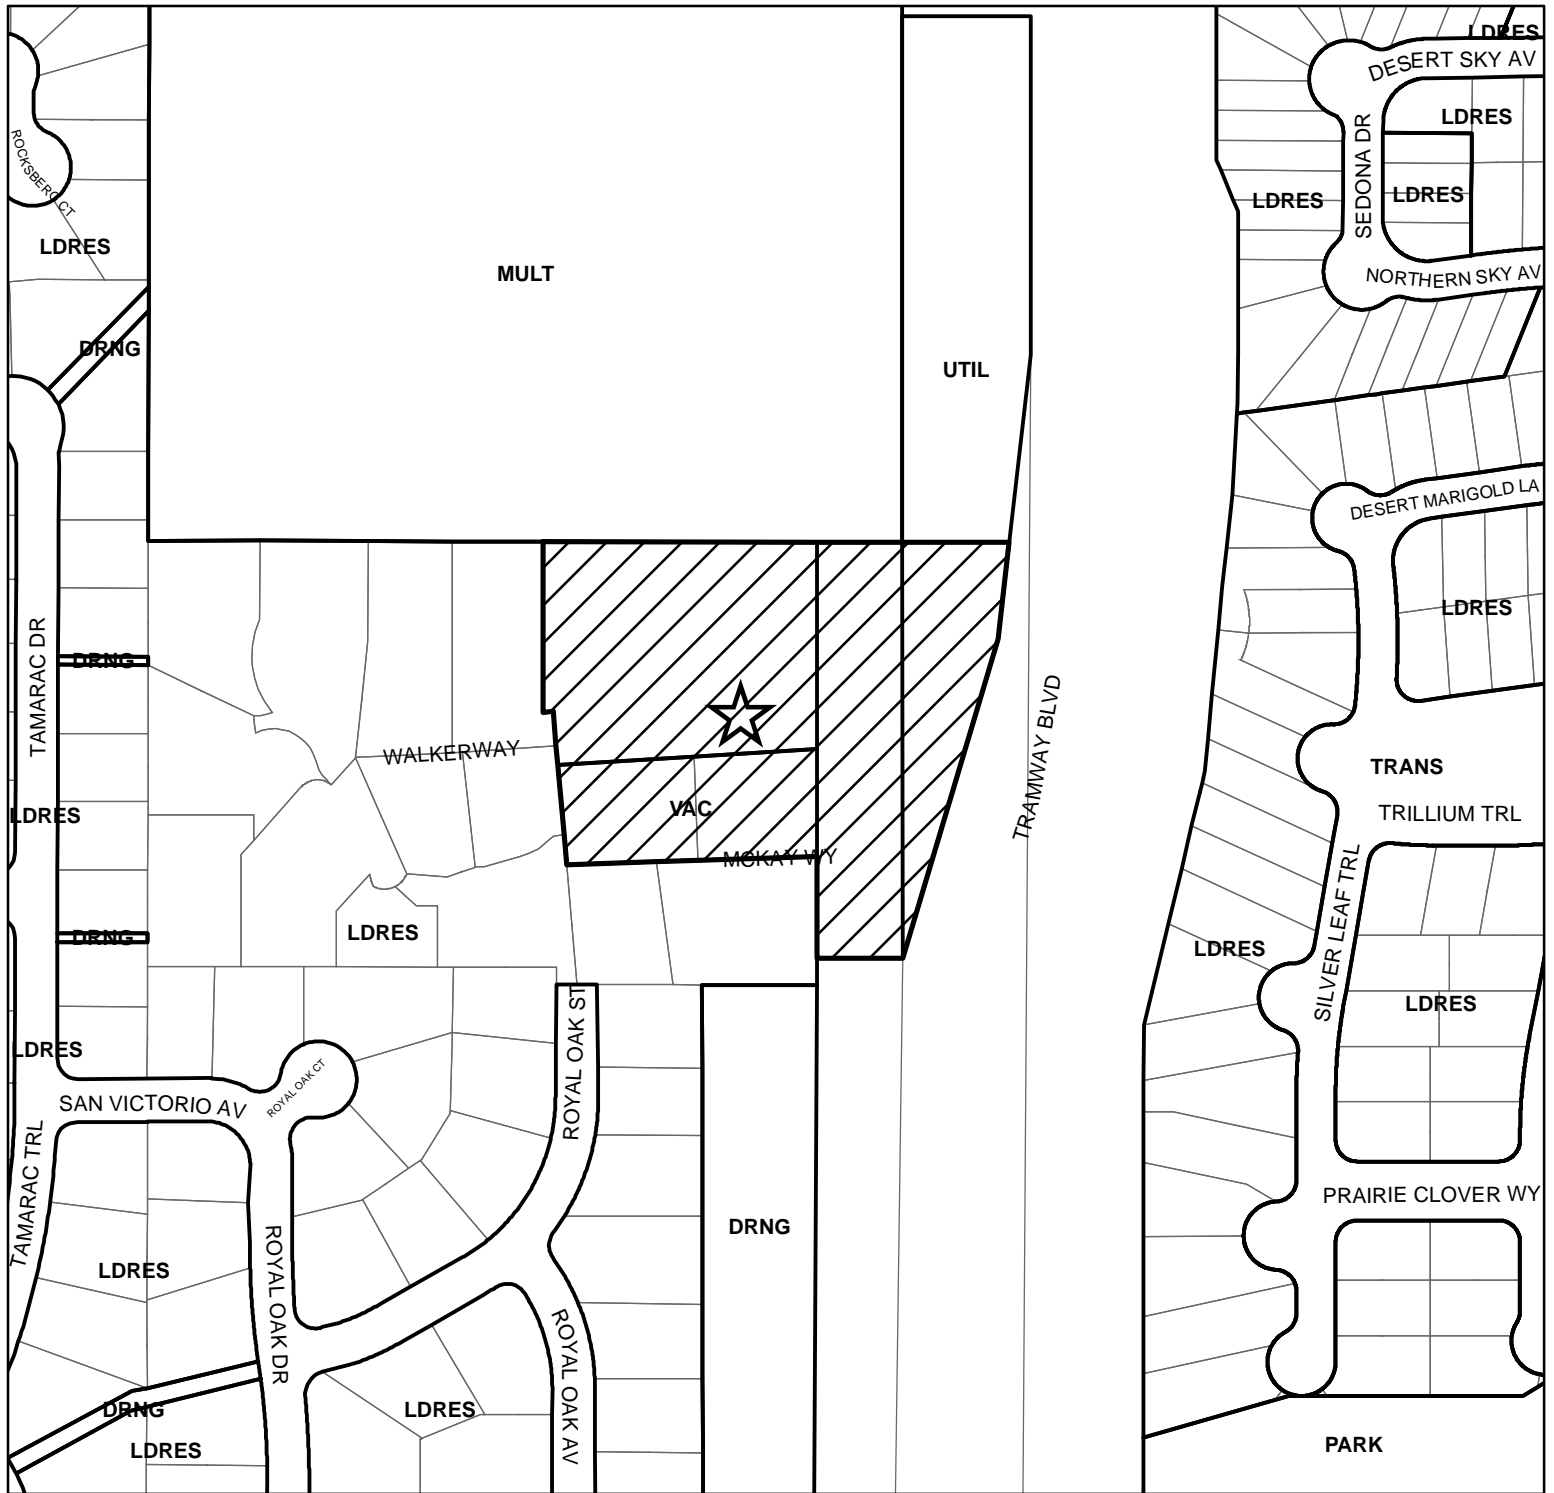 LDRES
DESERT SKY AV
LDRES
ROCKSBERG CT
SEDONA DR
LDRES
LDRES
LDRES
MULT
NORTHERN SKY AV
DRNG
UTIL
DESERT MARIGOLD LA
LDRES
TAMARAC DR
DRNG
TRAMWAY BLVD
WALKERWAY
TRANS
VAC
LDRES
TRILLIUM TRL
MCKAY WY
SILVER LEAF TRL
LDRES
DRNG
LDRES
LDRES
ROYAL OAK ST
LDRES
ROYAL OAK CT
SAN VICTORIO AV
TAMARAC TRL
PRAIRIE CLOVER WY
DRNG
LDRES
ROYAL OAK DR
ROYAL OAK AV
DRNG
LDRES
LDRES
PARK